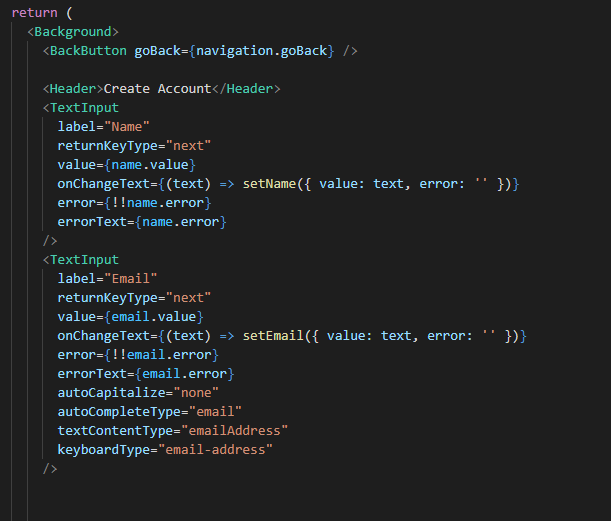 return (
<Background>
<BackButton goBack={navigation.goBack} />
<Header>Create Account</Header>
<TextInput
label="Name"
returnKeyType="next"
value={name.value}
onChangeText={(text) => setName({ value: text, error: '' })}
error={!!name.error}
errorText={name.error}
/>
<TextInput
label="Email"
returnKeyType="next"
value={email.value}
onChangeText={(text) => setEmail({ value: text, error: '' })}
error={!!email.error}
errorText={email.error}
autoCapitalize="none"
autoCompleteType="email"
textContentType="emailAddress"
keyboardType="email-address"
/>